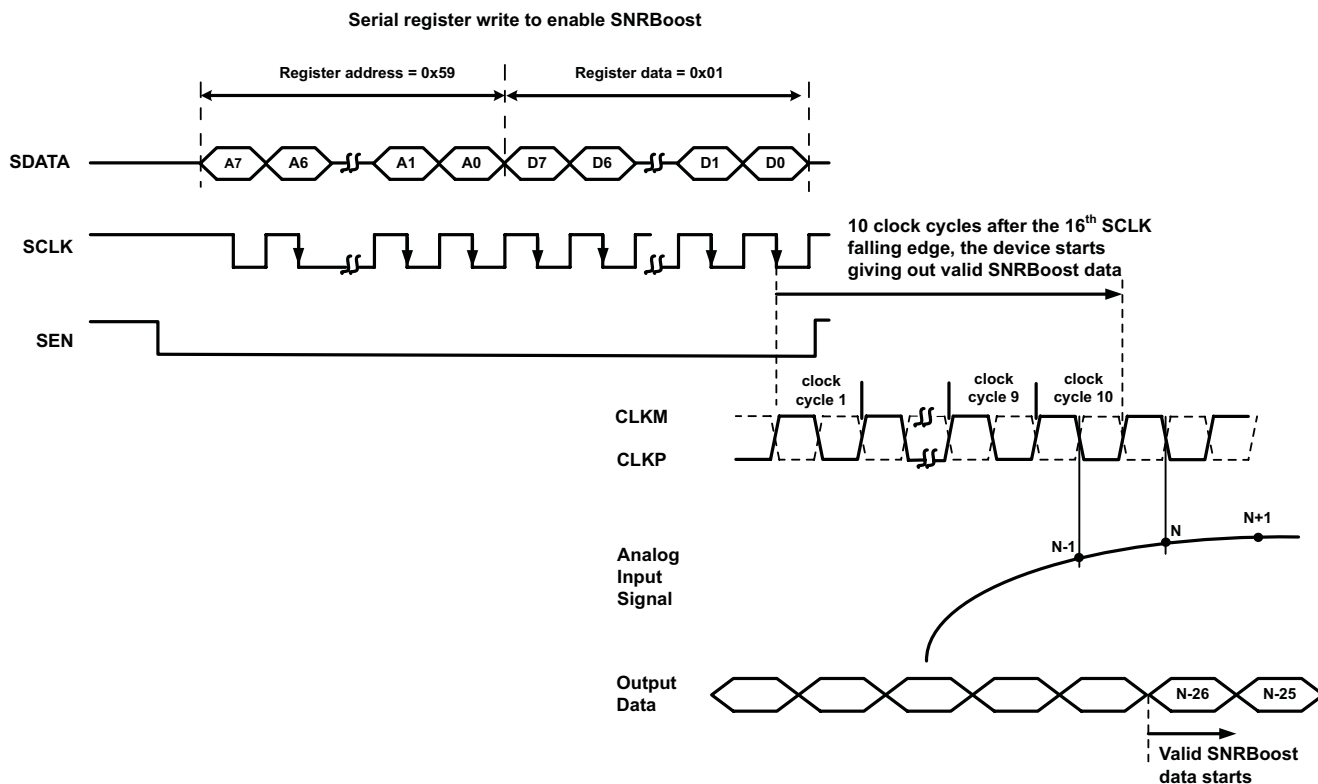 Serial register write to enable SNRBoost
Register address = 0x59
Register data = 0x01
SDATA
A7
A6
A1
A0
D7
D6
D1
D0
SCLK
10 clock cycles after the 16th SCLK
falling edge, the device starts
giving out valid SNRBoost data
SEN
clock
cycle 1
clock
cycle 9
clock
cycle 10
CLKM
CLKP
N-1
N
N+1
Analog
Input
Signal
Output
Data
N-26
N-25
Valid SNRBoost
data starts